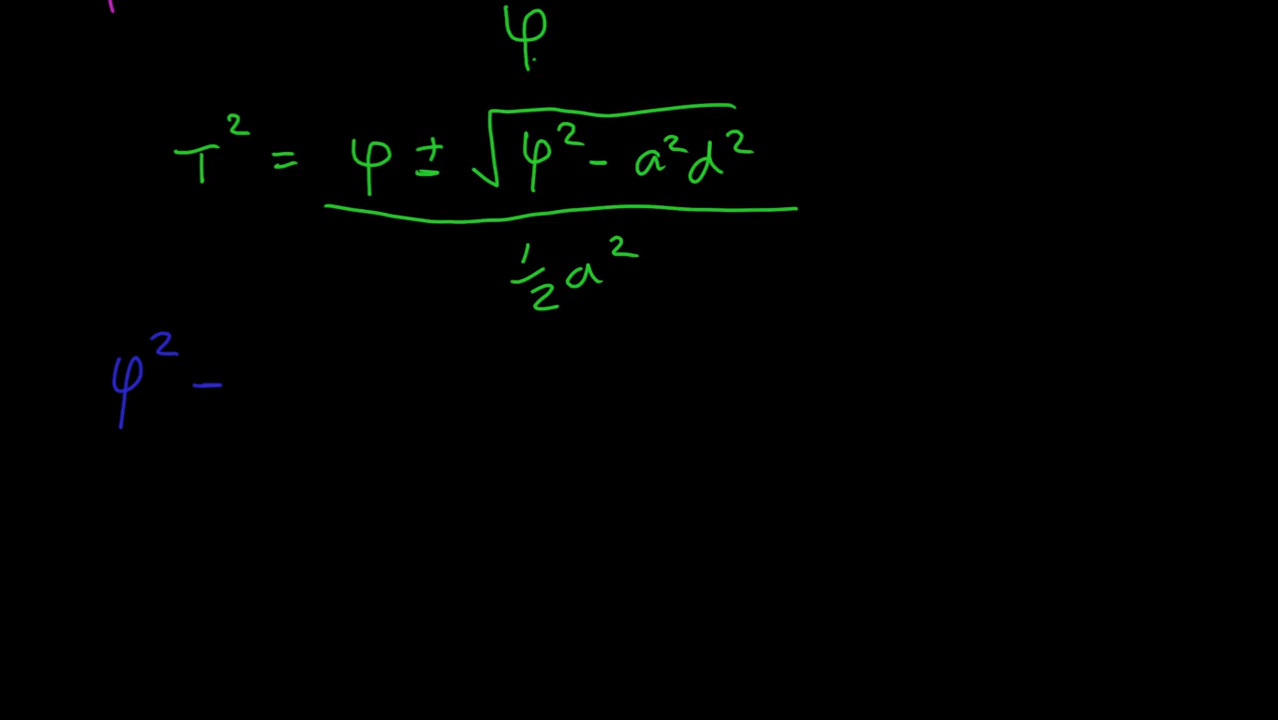 φ
T² = (φ ± √(φ² - a²d²)) / (½a²)
φ² -